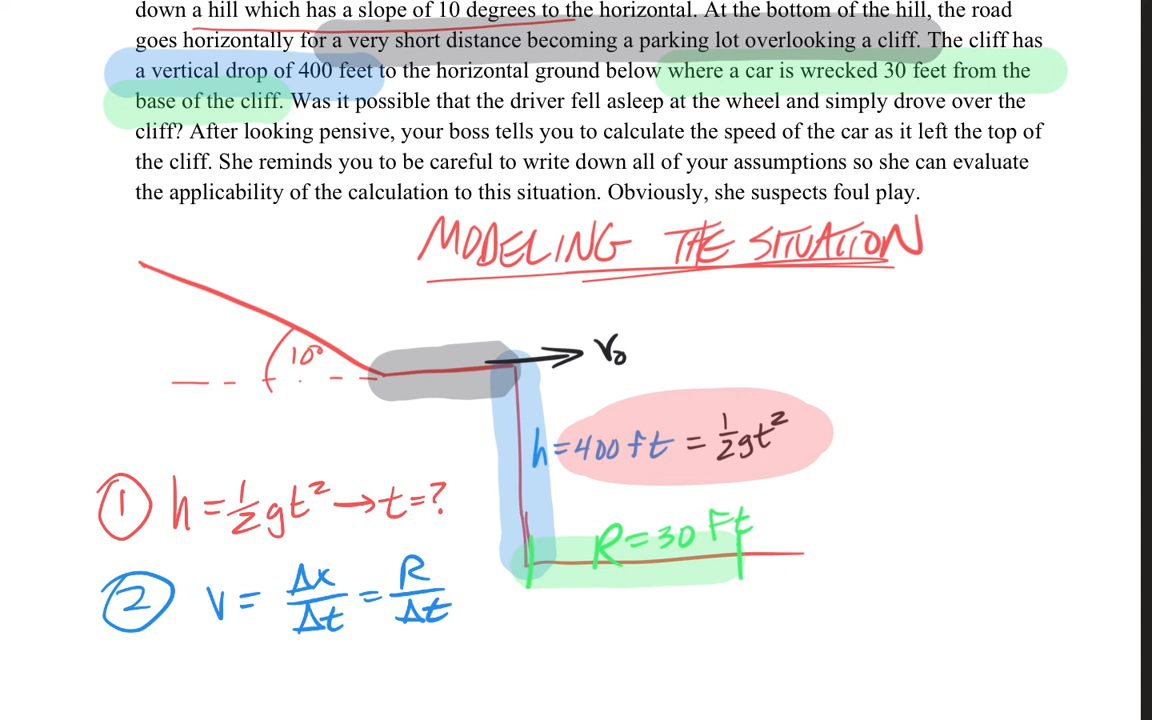 down a hill which has a slope of 10 degrees to the horizontal. At the bottom of the hill, the road
goes horizontally for a very short distance becoming a parking lot overlooking a cliff. The cliff has
a vertical drop of 400 feet to the horizontal ground below where a car is wrecked 30 feet from the
base of the cliff. Was it possible that the driver fell asleep at the wheel and simply drove over the
cliff? After looking pensive, your boss tells you to calculate the speed of the car as it left the top of
the cliff. She reminds you to be careful to write down all of your assumptions so she can evaluate
the applicability of the calculation to this situation. Obviously, she suspects foul play.
MODELING THE SITUATION
10°
V₀
h = 400 ft = 1/2 gt²
① h = 1/2 gt² → t = ?
R = 30 Ft
② V = Δx/Δt = R/Δt